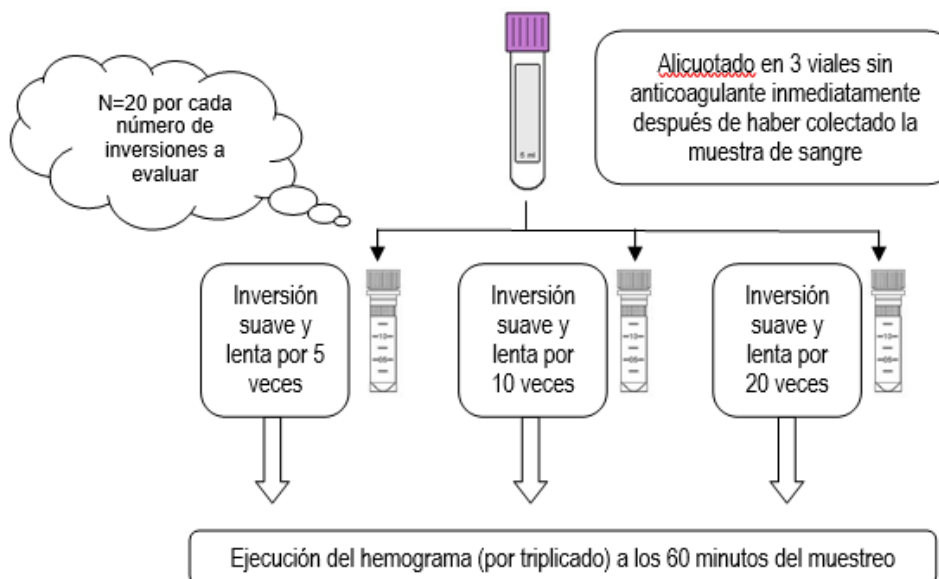 N=20 por cada
número de
inversiones a
evaluar
5 ml
Alicuotado en 3 viales sin
anticoagulante inmediatamente
después de haber colectado la
muestra de sangre
Inversión
suave y
lenta por 5
veces
Inversión
suave y
lenta por
10 veces
Inversión
suave y
lenta por
20 veces
Ejecución del hemograma (por triplicado) a los 60 minutos del muestreo